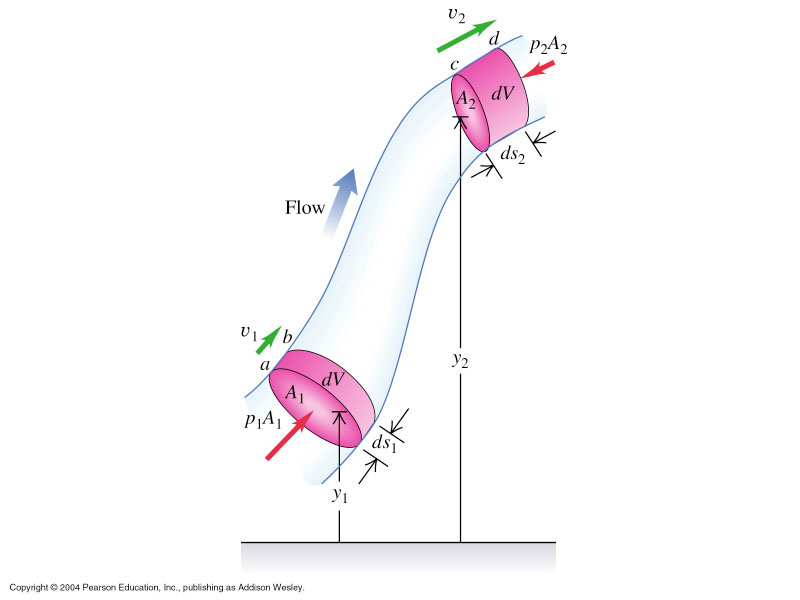 v₂
d
p₂A₂
c
A₂
dV
ds₂
Flow
v₁
b
a
dV
A₁
p₁A₁
ds₁
y₂
y₁
Copyright © 2004 Pearson Education, Inc., publishing as Addison Wesley.